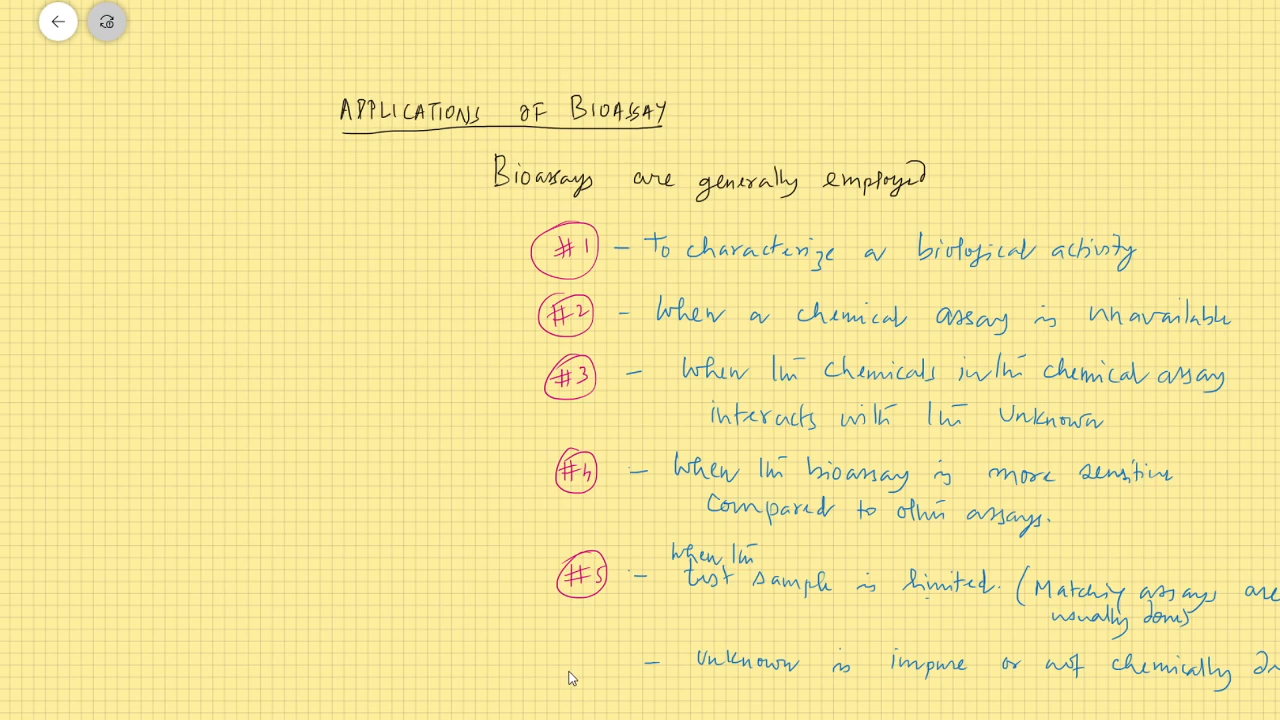 APPLICATIONS OF BIOASSAY
Bioassays are generally employed
#1 - To characterize a biological activity
#2 - When a chemical assay is unavailable
#3 - When the chemicals in the chemical assay
interacts with the unknown
#4 - When the bioassay is more sensitive
Compared to other assays.
#5 - When the
test sample is limited. (Matching assays are
usually done)
- Unknown is impure or not chemically